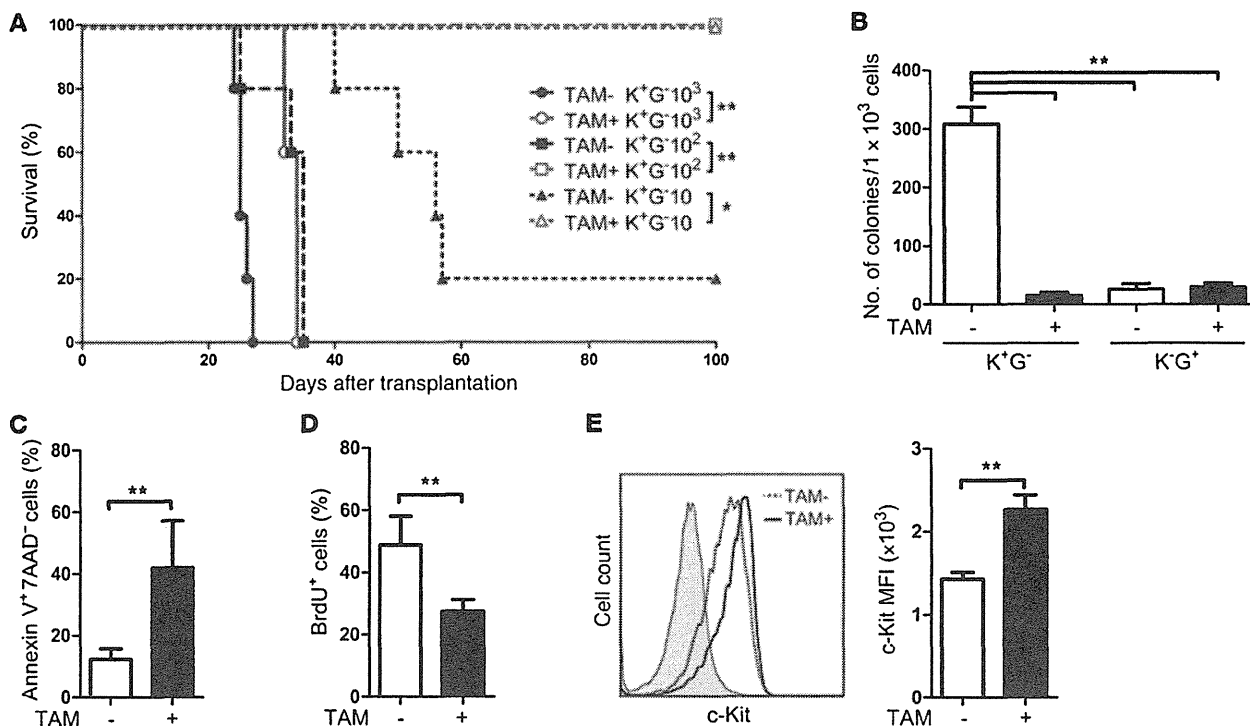 A
Survival (%)
100
80
60
40
20
0
0 20 40 60 80 100
Days after transplantation
TAM- K⁺G⁻10³
TAM+ K⁺G⁻10³
**
TAM- K⁺G⁻10²
TAM+ K⁺G⁻10²
**
TAM- K⁺G⁻10
TAM+ K⁺G⁻10
*
B
No. of colonies/1 × 10³ cells
400
300
200
100
0
**
TAM - + - +
K⁺G⁻ K⁻G⁺
C
Annexin V⁺7AAD⁻ cells (%)
80
60
40
20
0
**
TAM - +
D
BrdU⁺ cells (%)
80
60
40
20
0
**
TAM - +
E
Cell count
TAM-
TAM+
c-Kit
c-Kit MFI (×10³)
3
2
1
0
**
TAM - +